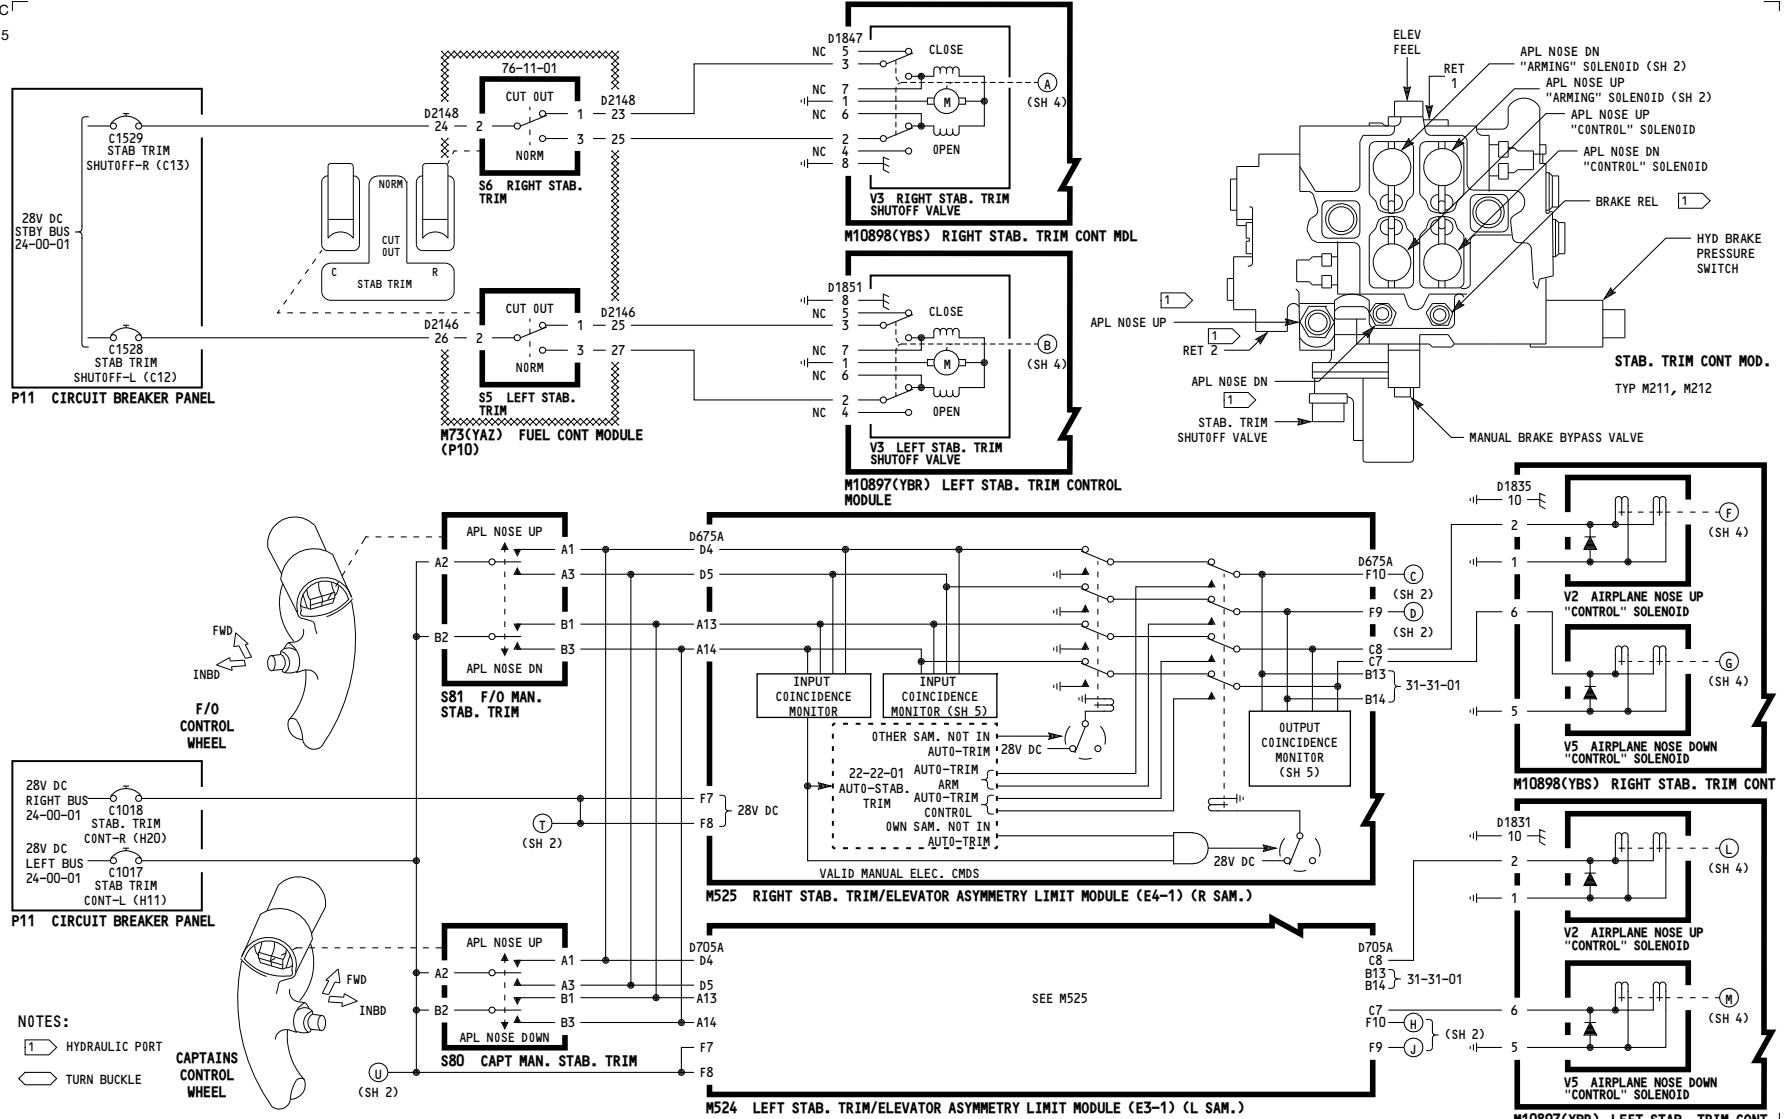 C
5
28V DC
STBY BUS
24-00-01
C1529
STAB TRIM
SHUTOFF-R (C13)
C1528
STAB TRIM
SHUTOFF-L (C12)
P11 CIRCUIT BREAKER PANEL
NORM
CUT
OUT
C
R
STAB TRIM
76-11-01
D2148
24
2
CUT OUT
NORM
1
3
D2148
23
25
S6 RIGHT STAB.
TRIM
D2146
26
2
CUT OUT
NORM
1
3
D2146
25
27
S5 LEFT STAB.
TRIM
M73(YAZ) FUEL CONT MODULE
(P10)
D1847
NC 5
3
NC 7
1
NC 6
2
NC 4
8
CLOSE
M
OPEN
A
(SH 4)
V3 RIGHT STAB. TRIM
SHUTOFF VALVE
M10898(YBS) RIGHT STAB. TRIM CONT MDL
D1851
8
NC 5
3
NC 7
1
NC 6
2
NC 4
CLOSE
M
OPEN
B
(SH 4)
V3 LEFT STAB. TRIM
SHUTOFF VALVE
M10897(YBR) LEFT STAB. TRIM CONTROL
MODULE
ELEV
FEEL
RET
1
APL NOSE DN
"ARMING" SOLENOID (SH 2)
APL NOSE UP
"ARMING" SOLENOID (SH 2)
APL NOSE UP
"CONTROL" SOLENOID
APL NOSE DN
"CONTROL" SOLENOID
BRAKE REL 1
HYD BRAKE
PRESSURE
SWITCH
1
APL NOSE UP
1
RET 2
APL NOSE DN
1
STAB. TRIM
SHUTOFF VALVE
MANUAL BRAKE BYPASS VALVE
STAB. TRIM CONT MOD.
TYP M211, M212
FWD
INBD
F/O
CONTROL
WHEEL
APL NOSE UP
A2
B2
A1
A3
B1
B3
APL NOSE DN
S81 F/O MAN.
STAB. TRIM
D675A
D4
D5
A13
A14
F7
F8
28V DC
INPUT
COINCIDENCE
MONITOR
INPUT
COINCIDENCE
MONITOR (SH 5)
OTHER SAM. NOT IN
AUTO-TRIM
28V DC
22-22-01
AUTO-STAB.
TRIM
AUTO-TRIM
ARM
AUTO-TRIM
CONTROL
OWN SAM. NOT IN
AUTO-TRIM
28V DC
VALID MANUAL ELEC. CMDS
OUTPUT
COINCIDENCE
MONITOR
(SH 5)
D675A
F10
C
(SH 2)
F9
D
(SH 2)
C8
C7
B13
B14
31-31-01
M525 RIGHT STAB. TRIM/ELEVATOR ASYMMETRY LIMIT MODULE (E4-1) (R SAM.)
D1835
10
2
1
6
5
F
(SH 4)
V2 AIRPLANE NOSE UP
"CONTROL" SOLENOID
G
(SH 4)
V5 AIRPLANE NOSE DOWN
"CONTROL" SOLENOID
M10898(YBS) RIGHT STAB. TRIM CONT
28V DC
RIGHT BUS
24-00-01
C1018
STAB. TRIM
CONT-R (H20)
28V DC
LEFT BUS
24-00-01
C1017
STAB TRIM
CONT-L (H11)
P11 CIRCUIT BREAKER PANEL
T
(SH 2)
FWD
INBD
CAPTAINS
CONTROL
WHEEL
APL NOSE UP
A2
B2
A1
A3
B1
B3
APL NOSE DOWN
S80 CAPT MAN. STAB. TRIM
U
(SH 2)
D705A
D4
D5
A13
A14
F7
F8
SEE M525
D705A
C8
B13
B14
31-31-01
C7
F10
H
F9
J
(SH 2)
M524 LEFT STAB. TRIM/ELEVATOR ASYMMETRY LIMIT MODULE (E3-1) (L SAM.)
D1831
10
2
1
6
5
L
(SH 4)
V2 AIRPLANE NOSE UP
"CONTROL" SOLENOID
M
(SH 4)
V5 AIRPLANE NOSE DOWN
"CONTROL" SOLENOID
M10897(YBR) LEFT STAB. TRIM CONT
NOTES:
1 HYDRAULIC PORT
TURN BUCKLE